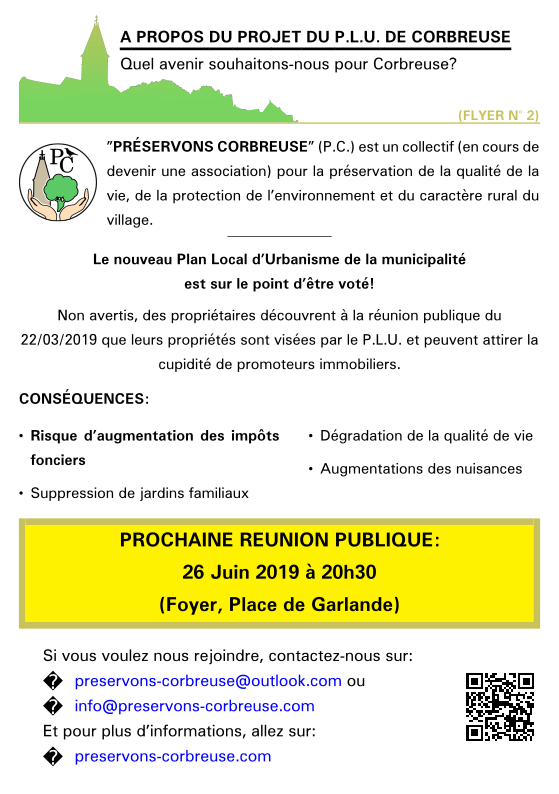 A PROPOS DU PROJET DU P.L.U. DE CORBREUSE
Quel avenir souhaitons-nous pour Corbreuse?
(FLYER N° 2)
PC
”PRÉSERVONS CORBREUSE” (P.C.) est un collectif (en cours de
devenir une association) pour la préservation de la qualité de la
vie, de la protection de l’environnement et du caractère rural du
village.
Le nouveau Plan Local d’Urbanisme de la municipalité
est sur le point d’être voté!
Non avertis, des propriétaires découvrent à la réunion publique du
22/03/2019 que leurs propriétés sont visées par le P.L.U. et peuvent attirer la
cupidité de promoteurs immobiliers.
CONSÉQUENCES:
• Risque d’augmentation des impôts
fonciers
• Suppression de jardins familiaux
• Dégradation de la qualité de vie
• Augmentations des nuisances
PROCHAINE REUNION PUBLIQUE:
26 Juin 2019 à 20h30
(Foyer, Place de Garlande)
Si vous voulez nous rejoindre, contactez-nous sur:
� preservons-corbreuse@outlook.com ou
� info@preservons-corbreuse.com
Et pour plus d’informations, allez sur:
� preservons-corbreuse.com